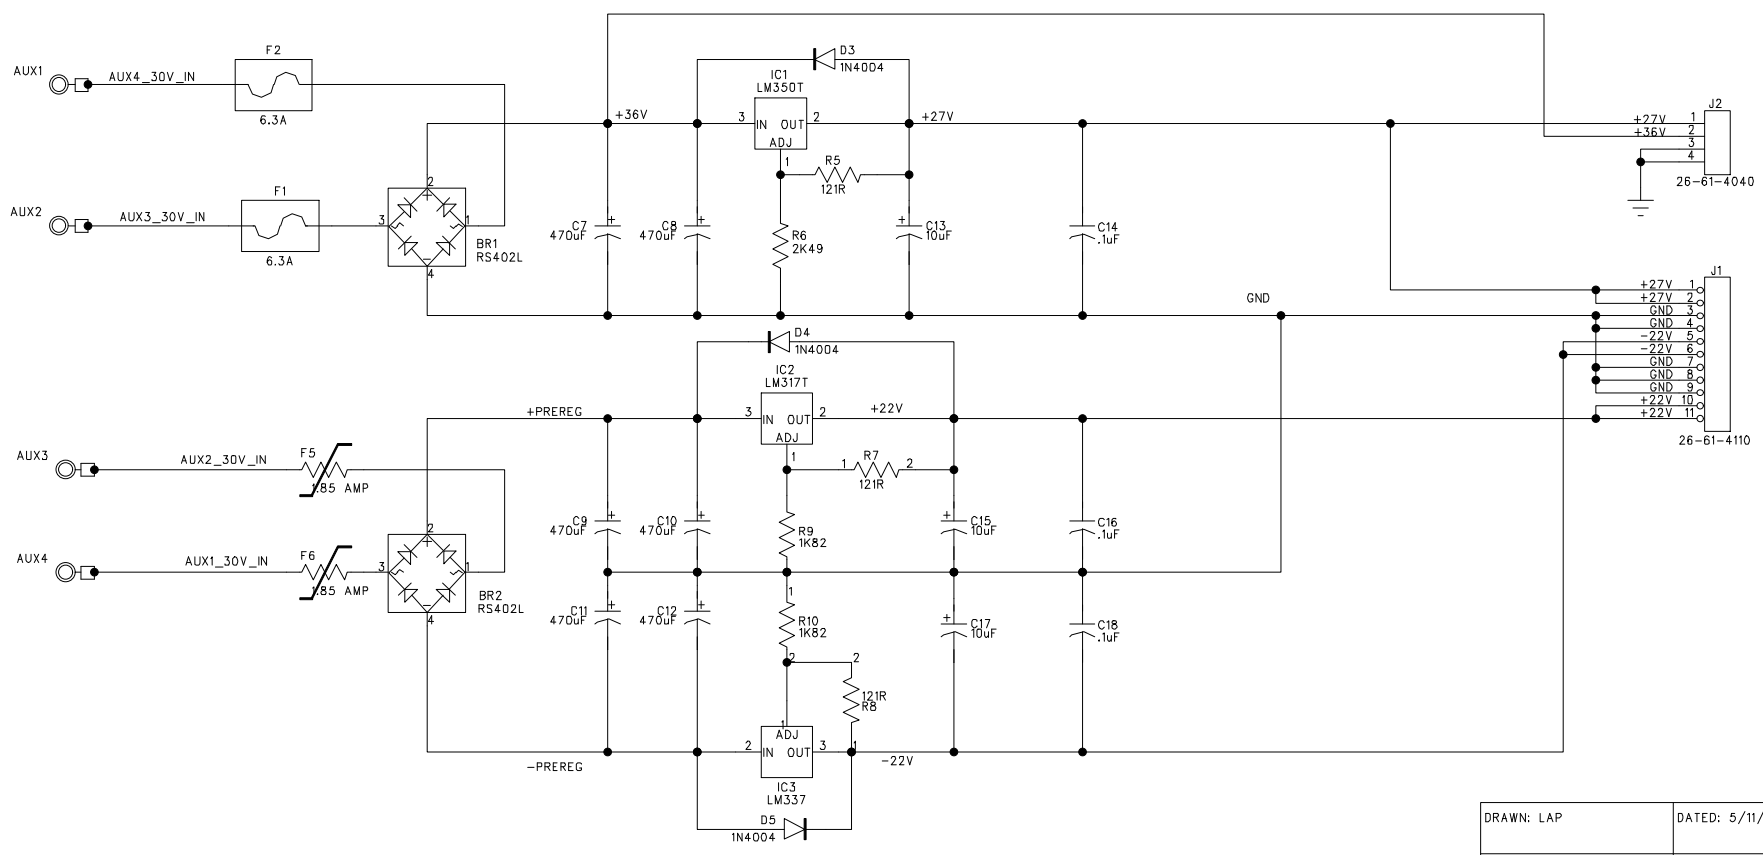 F2
AUX1
AUX4_30V_IN
6.3A
D3
1N4004
IC1
LM350T
+36V
3
IN OUT
2
ADJ
1
+27V
R5
121R
J2
+27V 1
+36V 2
3
4
26-61-4040
F1
AUX2
AUX3_30V_IN
6.3A
2
+
3
1
-
4
BR1
RS402L
+
C7
470uF
+
C8
470uF
R6
2K49
+
C13
10uF
C14
.1uF
GND
J1
+27V 1
+27V 2
GND 3
GND 4
-22V 5
-22V 6
GND 7
GND 8
GND 9
+22V 10
+22V 11
26-61-4110
D4
1N4004
IC2
LM317T
+PREREG
3
IN OUT
2
ADJ
1
+22V
AUX3
AUX2_30V_IN
F5
1.85 AMP
1
R7
2
121R
+
C9
470uF
+
C10
470uF
R9
1K82
+
C15
10uF
C16
.1uF
AUX4
AUX1_30V_IN
F6
1.85 AMP
2
+
3
1
-
4
BR2
RS402L
+
C11
470uF
+
C12
470uF
1
R10
1K82
2
+
C17
10uF
C18
.1uF
2
121R
R8
1
1
ADJ
2
IN OUT
3
-PREREG
-22V
IC3
LM337
D5
1N4004
DRAWN: LAP
DATED: 5/11/